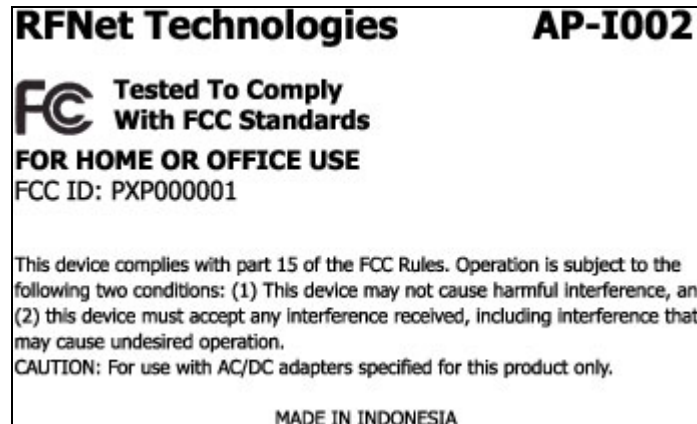 RFNet Technologies AP-I002
FC Tested To Comply
With FCC Standards
FOR HOME OR OFFICE USE
FCC ID: PXP000001
This device complies with part 15 of the FCC Rules. Operation is subject to the
following two conditions: (1) This device may not cause harmful interference, an
(2) this device must accept any interference received, including interference that
may cause undesired operation.
CAUTION: For use with AC/DC adapters specified for this product only.
MADE IN INDONESIA